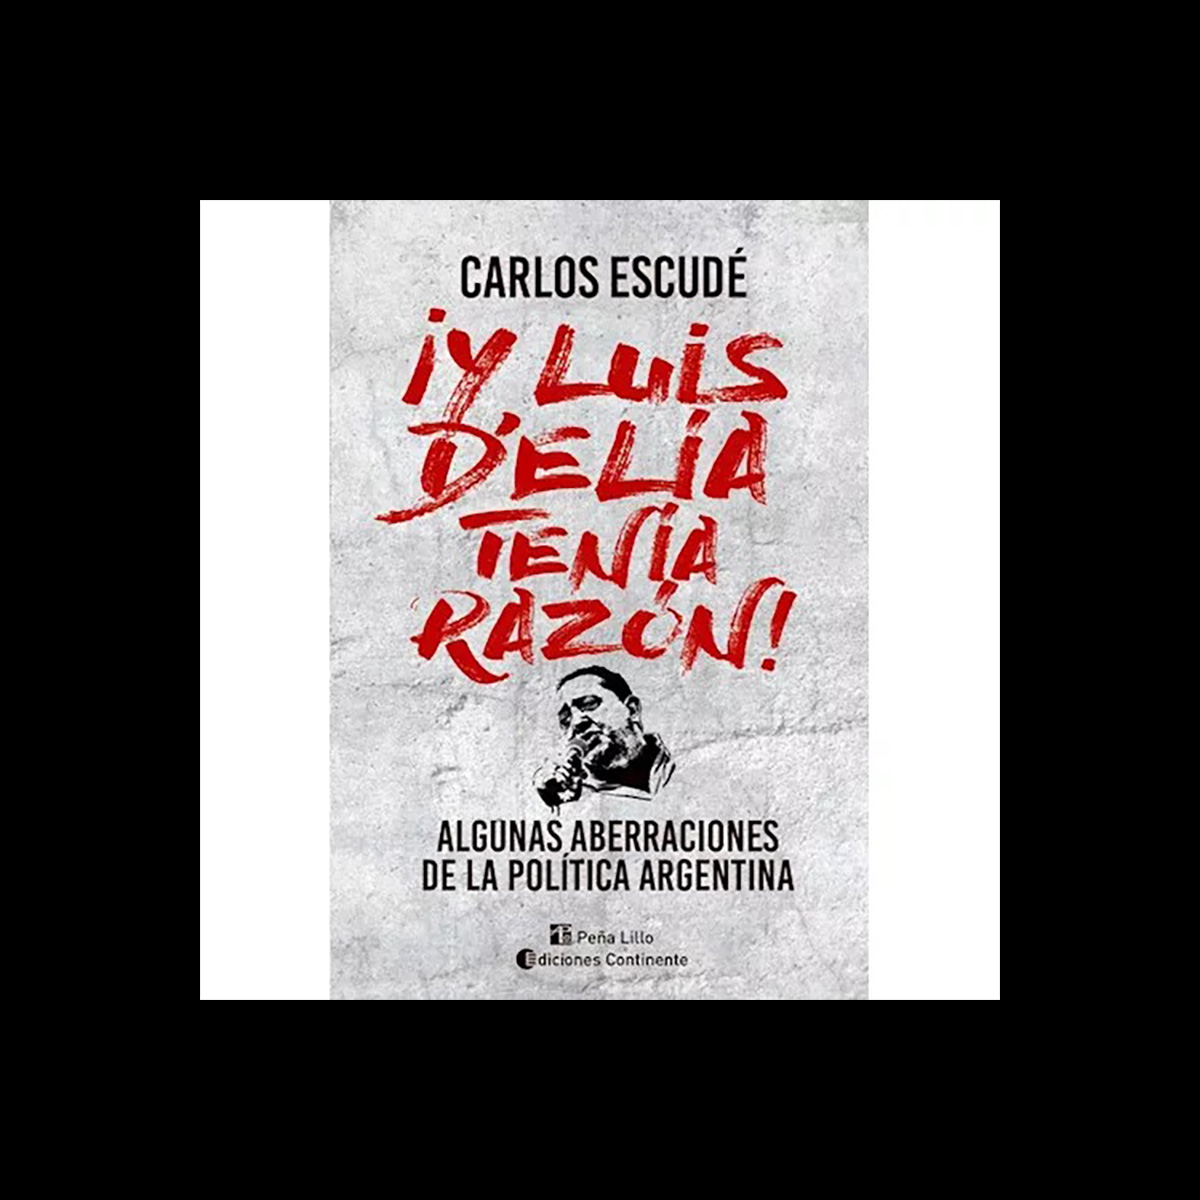 CARLOS ESCUDÉ
¡Y LUIS
D'ELÍA
TENÍA
RAZÓN!
ALGUNAS ABERRACIONES
DE LA POLÍTICA ARGENTINA
Peña Lillo
Ediciones Continente